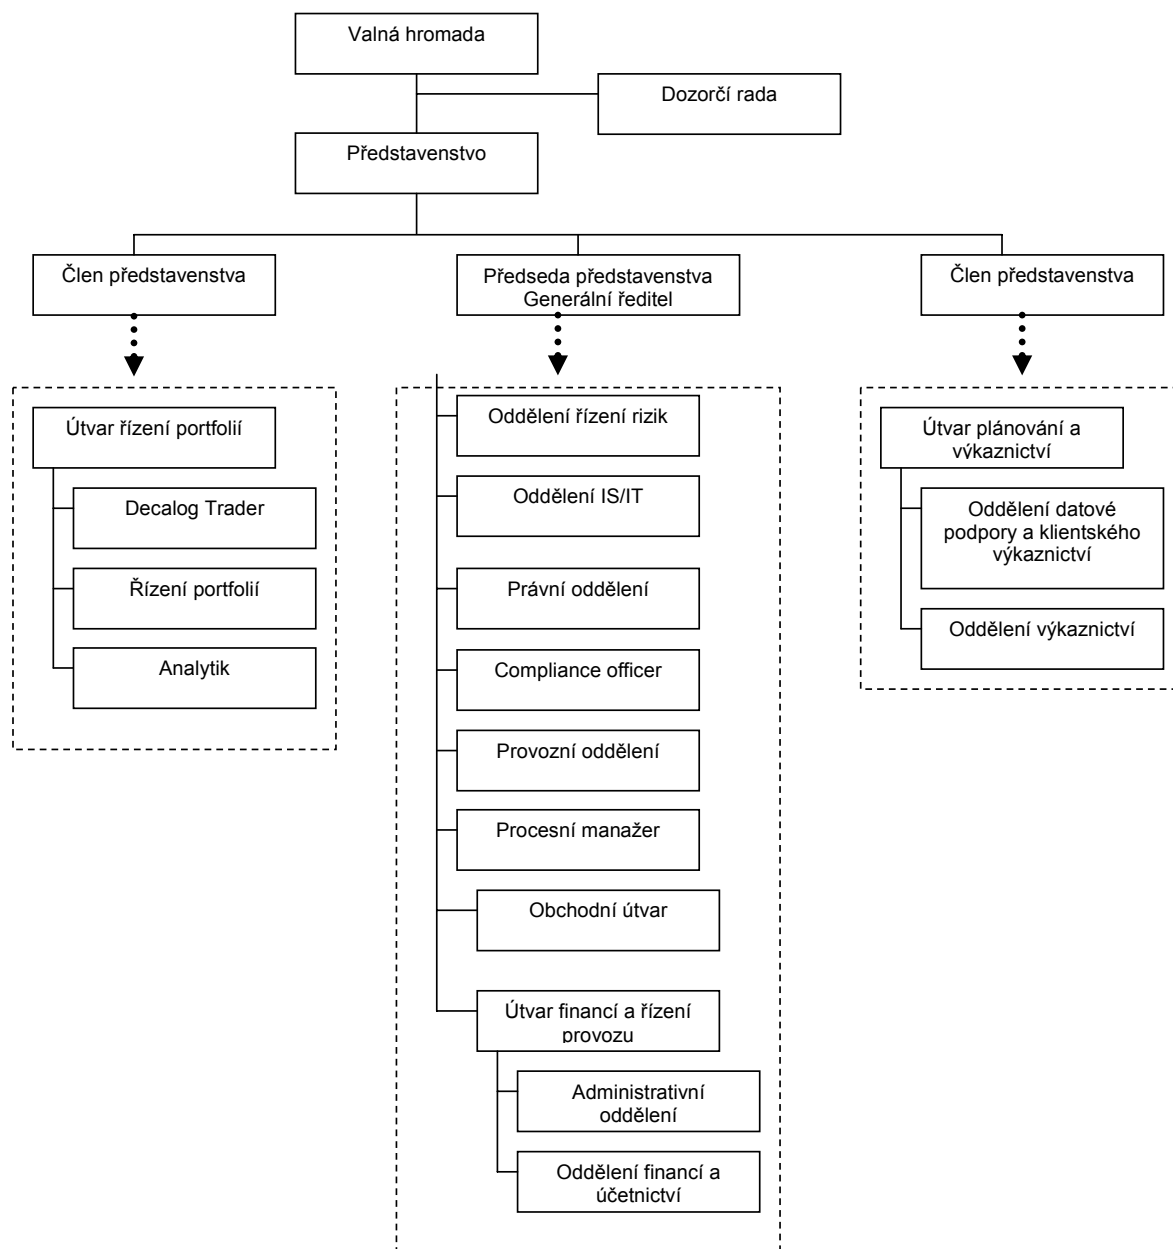 Valná hromada
Dozorčí rada
Představenstvo
Člen představenstva
Předseda představenstva
Generální ředitel
Člen představenstva
Útvar řízení portfolií
Decalog Trader
Řízení portfolií
Analytik
Oddělení řízení rizik
Oddělení IS/IT
Právní oddělení
Compliance officer
Provozní oddělení
Procesní manažer
Obchodní útvar
Útvar financí a řízení
provozu
Administrativní
oddělení
Oddělení financí a
účetnictví
Útvar plánování a
výkaznictví
Oddělení datové
podpory a klientského
výkaznictví
Oddělení výkaznictví